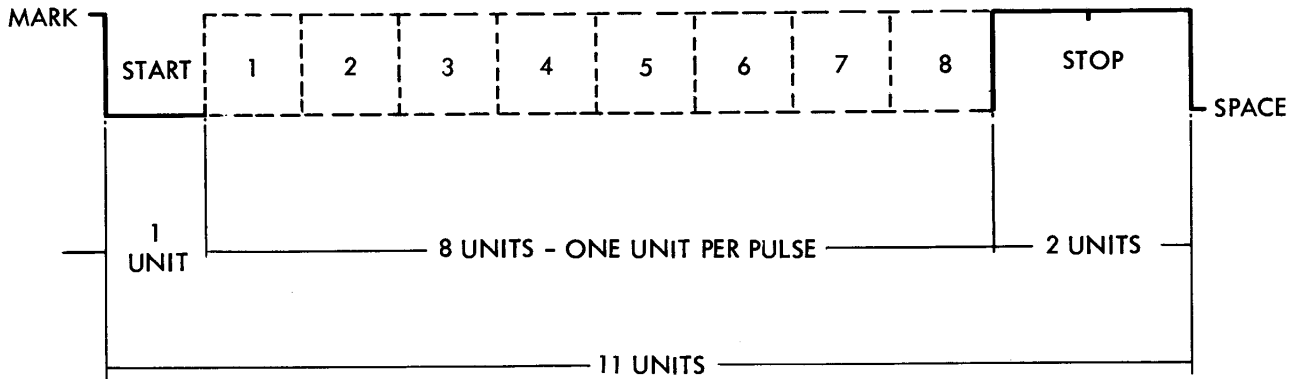 MARK
START 1 2 3 4 5 6 7 8 STOP
SPACE
1
UNIT
8 UNITS - ONE UNIT PER PULSE
2 UNITS
11 UNITS